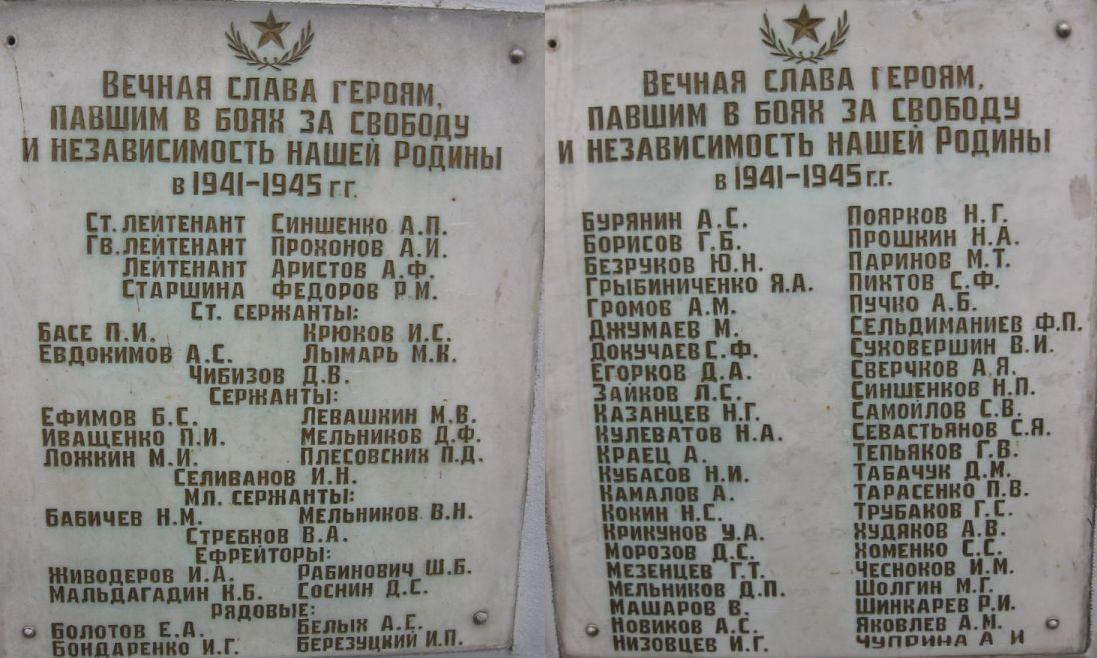 Вечная слава героям,
павшим в боях за свободу
и независимость нашей Родины
в 1941-1945 г.г.
Ст. лейтенант Синшенко А.П.
Гв. лейтенант Прохонов А.И.
Лейтенант Аристов А.Ф.
Старшина Федоров Р.М.
Ст. сержанты:
Басе П.И. Крюков И.С.
Евдокимов А.С. Лымарь М.К.
Чибизов Д.В.
Сержанты:
Ефимов Б.С. Левашкин М.В.
Иващенко П.И. Мельников Д.Ф.
Ложкин М.И. Плесовских П.Д.
Селиванов И.Н.
Мл. сержанты:
Бабичев Н.М. Мельников В.Н.
Стребков В.А.
Ефрейторы:
Живодеров И.А. Рабинович Ш.Б.
Мальдагадин К.Б. Соснин Д.С.
Рядовые:
Болотов Е.А. Белых А.Е.
Бондаренко И.Г. Березуцкий И.П.
Вечная слава героям,
павшим в боях за свободу
и независимость нашей Родины
в 1941-1945 г.г.
Бурянин А.С.
Борисов Г.Б.
Безруков Ю.Н.
Грыбиниченко Я.А.
Громов А.М.
Джумаев М.
Докучаев С.Ф.
Егорков Д.А.
Зайков Л.С.
Казанцев Н.Г.
Кулеватов Н.А.
Краец А.
Кубасов Н.И.
Камалов А.
Кокин Н.С.
Крикунов У.А.
Морозов Д.С.
Мезенцев Г.Т.
Мельников Д.П.
Машаров В.
Новиков А.С.
Низовцев И.Г.
Поярков Н.Г.
Прошкин Н.А.
Паринов М.Т.
Пихтов С.Ф.
Пучко А.Б.
Сельдиманиев Ф.П.
Суховершин В.И.
Сверчков А.Я.
Синшенков Н.П.
Самойлов С.В.
Севастьянов С.Я.
Тепьяков Г.В.
Табачук Д.М.
Тарасенко П.В.
Трубаков Г.С.
Худяков А.В.
Хоменко С.С.
Чесноков И.М.
Шолгин М.Г.
Шинкарев Р.И.
Яковлев А.М.
Чуприна А И